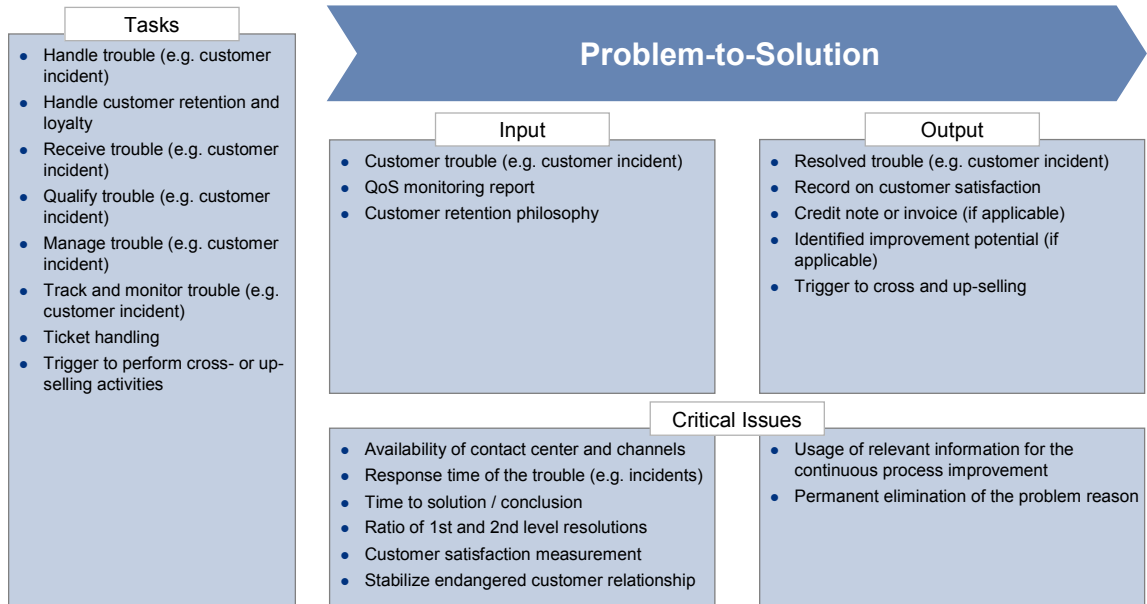 Tasks
● Handle trouble (e.g. customer
incident)
● Handle customer retention and
loyalty
● Receive trouble (e.g. customer
incident)
● Qualify trouble (e.g. customer
incident)
● Manage trouble (e.g. customer
incident)
● Track and monitor trouble (e.g.
customer incident)
● Ticket handling
● Trigger to perform cross- or up-
selling activities
Problem-to-Solution
Input
● Customer trouble (e.g. customer incident)
● QoS monitoring report
● Customer retention philosophy
Output
● Resolved trouble (e.g. customer incident)
● Record on customer satisfaction
● Credit note or invoice (if applicable)
● Identified improvement potential (if
applicable)
● Trigger to cross and up-selling
Critical Issues
● Availability of contact center and channels
● Response time of the trouble (e.g. incidents)
● Time to solution / conclusion
● Ratio of 1st and 2nd level resolutions
● Customer satisfaction measurement
● Stabilize endangered customer relationship
● Usage of relevant information for the
continuous process improvement
● Permanent elimination of the problem reason